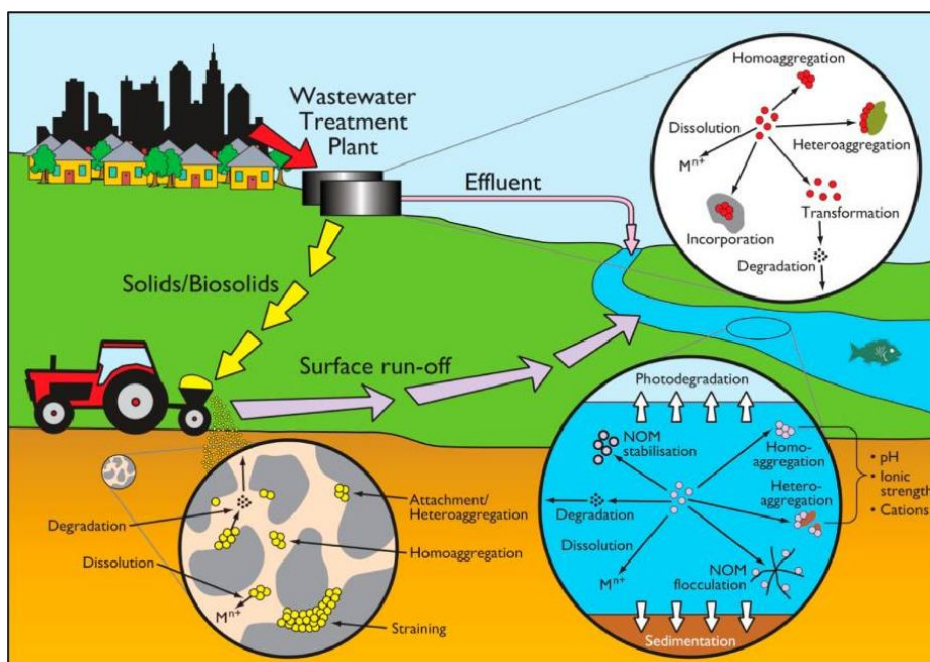 Wastewater
Treatment
Plant
Effluent
Solids/Biosolids
Surface run-off
Homoaggregation
Dissolution
Mⁿ⁺
Heteroaggregation
Incorporation
Transformation
Degradation
Degradation
Dissolution
Mⁿ⁺
Attachment/
Heteroaggregation
Homoaggregation
Straining
Photodegradation
NOM
stabilisation
Homo-
aggregation
Hetero-
aggregation
• pH
• Ionic
strength
• Cations
Degradation
Dissolution
Mⁿ⁺
NOM
flocculation
Sedimentation